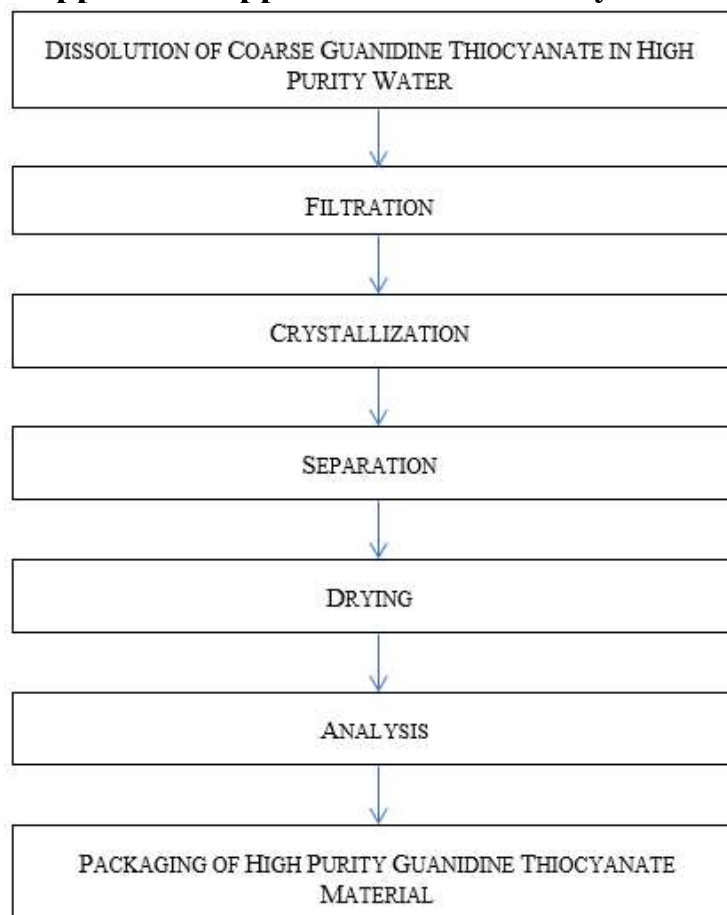 DISSOLUTION OF COARSE GUANIDINE THIOCYANATE IN HIGH
PURITY WATER
FILTRATION
CRYSTALLIZATION
SEPARATION
DRYING
ANALYSIS
PACKAGING OF HIGH PURITY GUANIDINE THIOCYANATE
MATERIAL